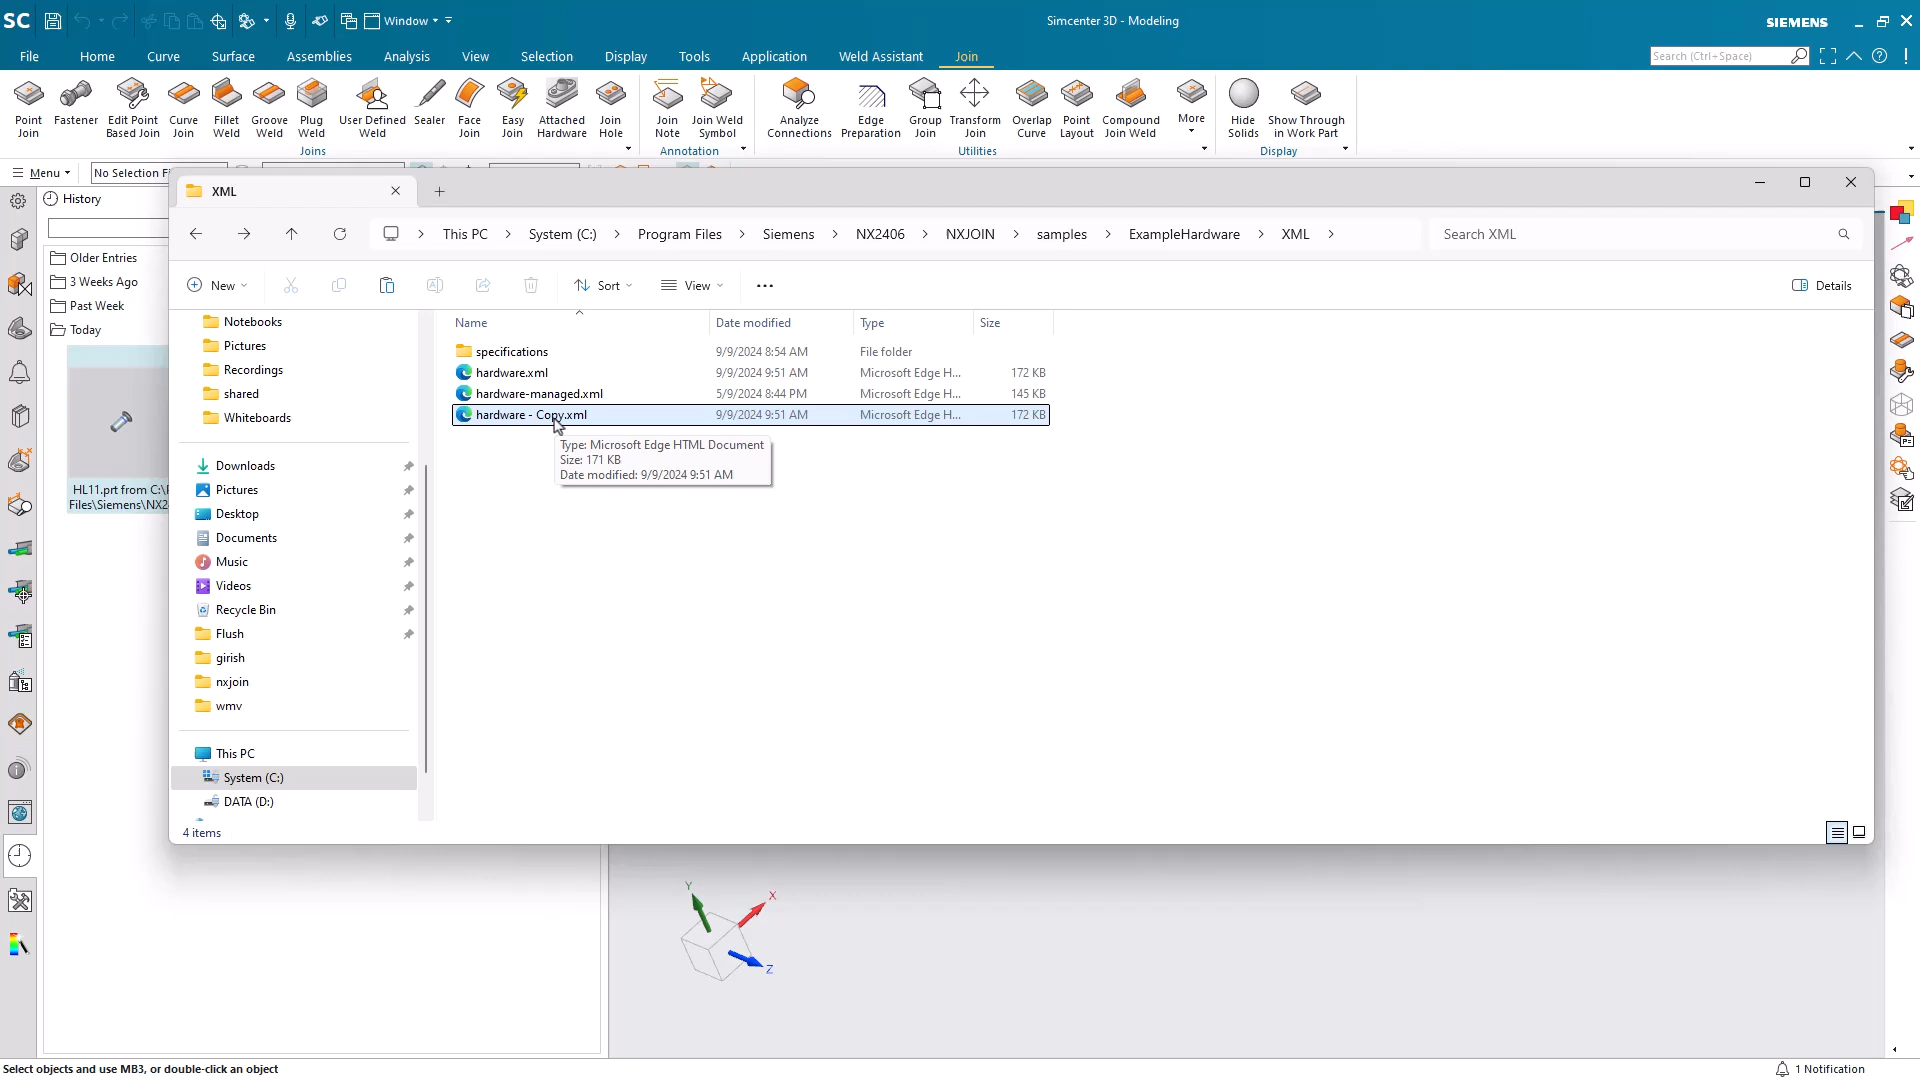 SC Window Simcenter 3D - Modeling SIEMENS
File Home Curve Surface Assemblies Analysis View Selection Display Tools Application Weld Assistant Join Search (Ctrl+Space)
Point Join
Fastener
Edit Point Based Join
Curve Join
Fillet Weld
Groove Weld
Plug Weld
User Defined Weld
Sealer
Face Join
Easy Join
Attached Hardware
Join Hole
Join Note
Join Weld Symbol
Analyze Connections
Edge Preparation
Group Join
Transform Join
Overlap Curve
Point Layout
Compound Join Weld
More
Hide Solids
Show Through in Work Part
Joins Annotation Utilities Display
Menu No Selection Fi
History
Older Entries
3 Weeks Ago
Past Week
Today
HL11.prt from C:\
Files\Siemens\NX2
XML
This PC > System (C:) > Program Files > Siemens > NX2406 > NXJOIN > samples > ExampleHardware > XML > Search XML
New Sort View Details
Notebooks
Pictures
Recordings
shared
Whiteboards
Downloads
Pictures
Desktop
Documents
Music
Videos
Recycle Bin
Flush
girish
nxjoin
wmv
This PC
System (C:)
DATA (D:)
Name Date modified Type Size
specifications 9/9/2024 8:54 AM File folder
hardware.xml 9/9/2024 9:51 AM Microsoft Edge H... 172 KB
hardware-managed.xml 5/9/2024 8:44 PM Microsoft Edge H... 145 KB
hardware - Copy.xml 9/9/2024 9:51 AM Microsoft Edge H... 172 KB
Type: Microsoft Edge HTML Document
Size: 171 KB
Date modified: 9/9/2024 9:51 AM
4 items
Y
X
Z
Select objects and use MB3, or double-click an object 1 Notification